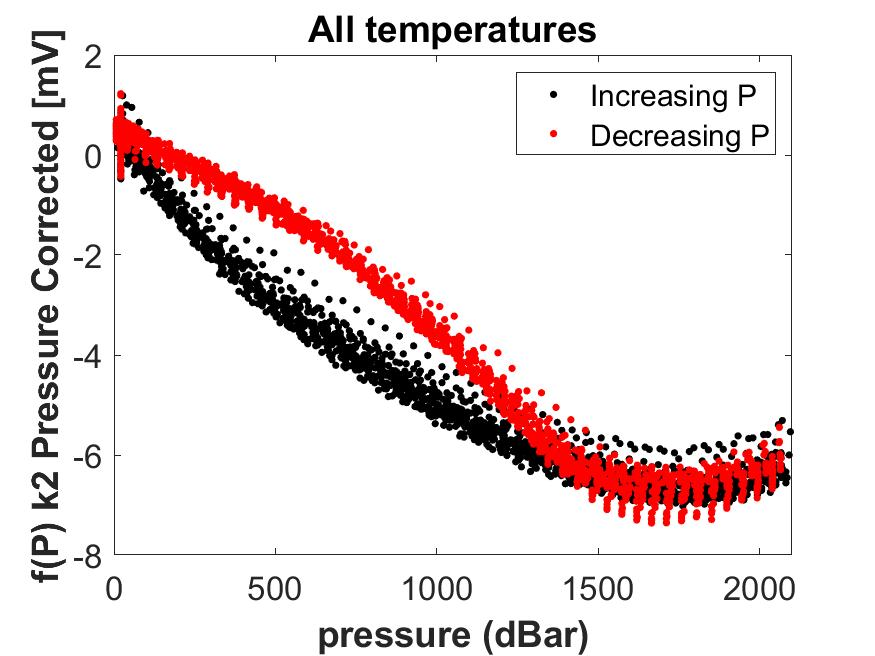 All temperatures
f(P) k2 Pressure Corrected [mV]
2
0
-2
-4
-6
-8
Increasing P
Decreasing P
0
500
1000
1500
2000
pressure (dBar)